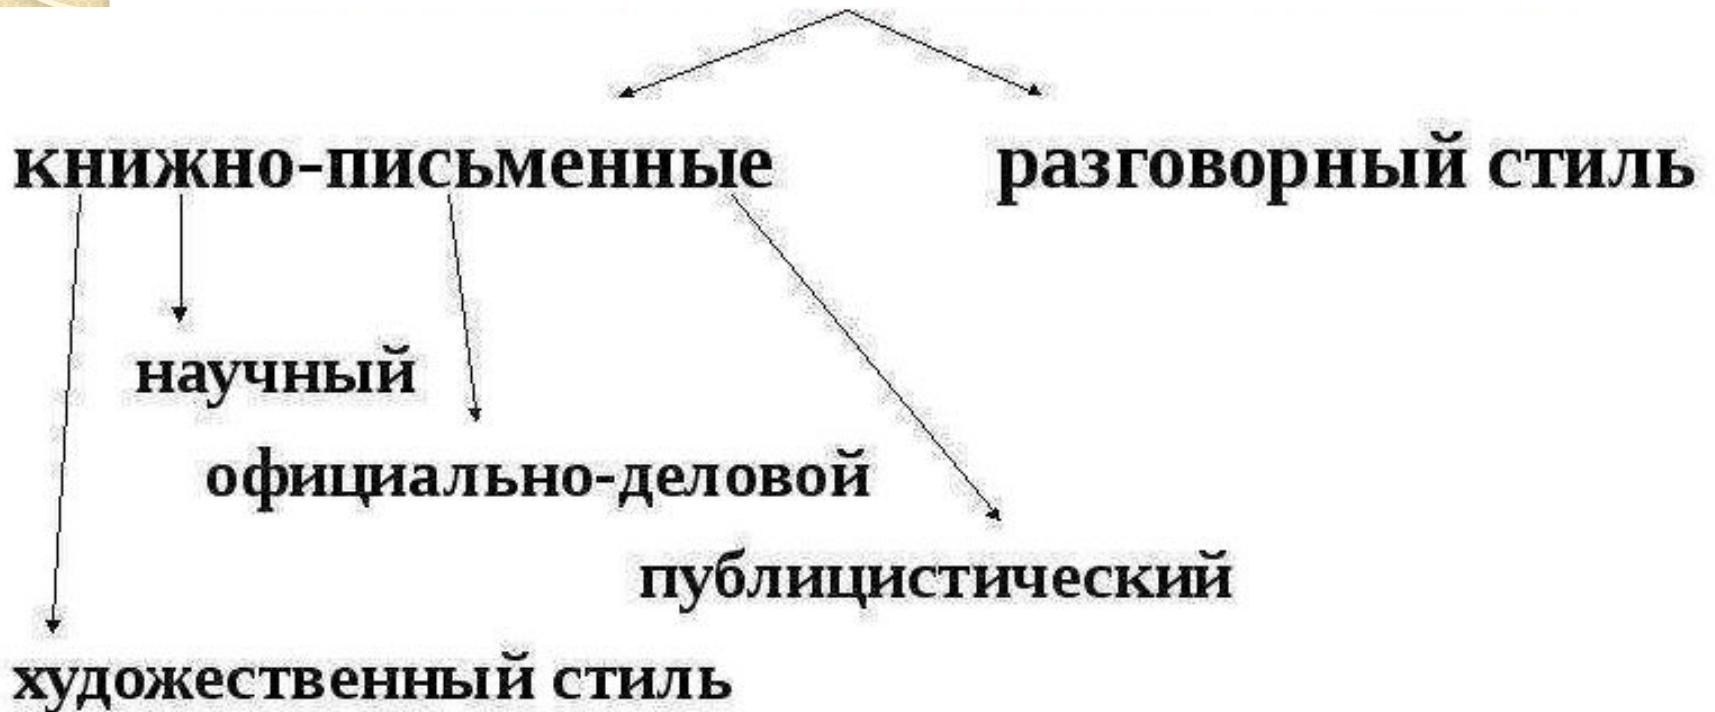 книжно-письменные разговорный стиль
научный
официально-деловой
публицистический
художественный стиль